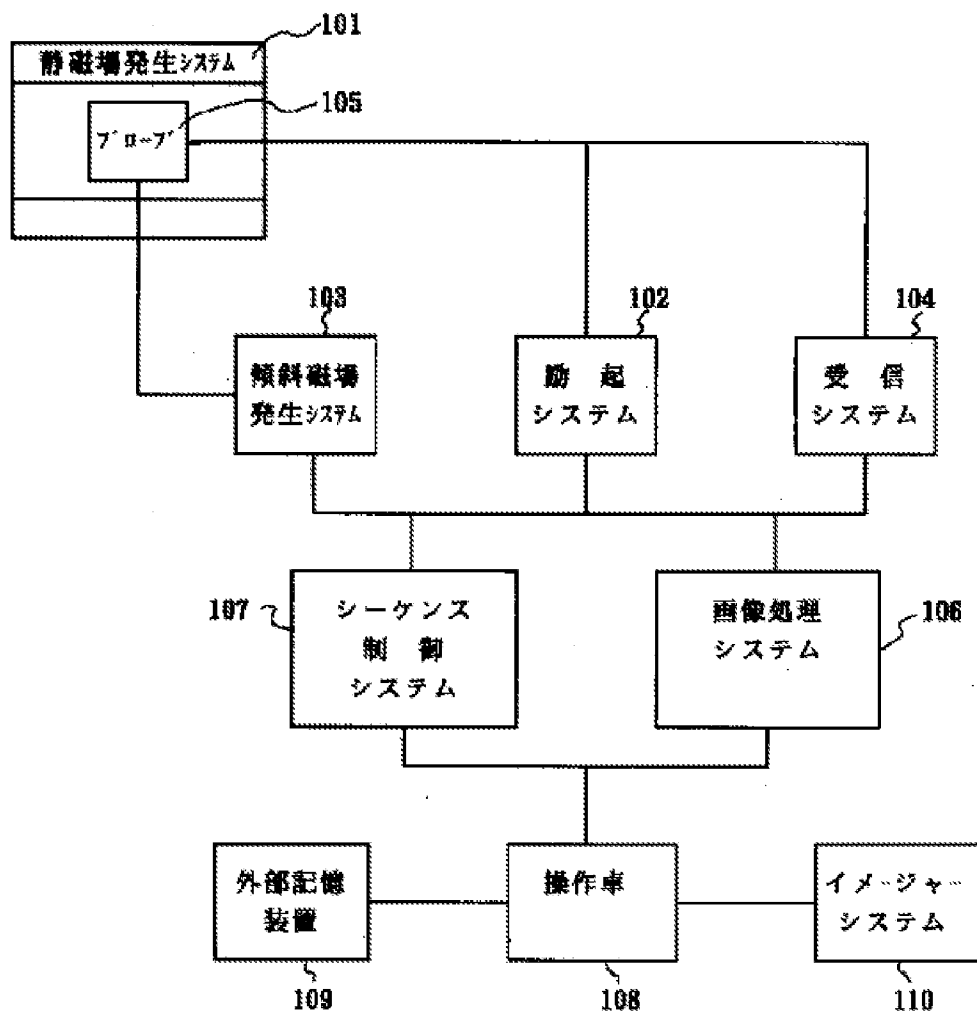 101
静磁場発生システム
105
プローブ
103
102
104
傾斜磁場
発生システム
励起
システム
受信
システム
107
シーケンス
制御
システム
画像処理
システム
106
外部記憶
装置
操作卓
イメージャー
システム
109
108
110